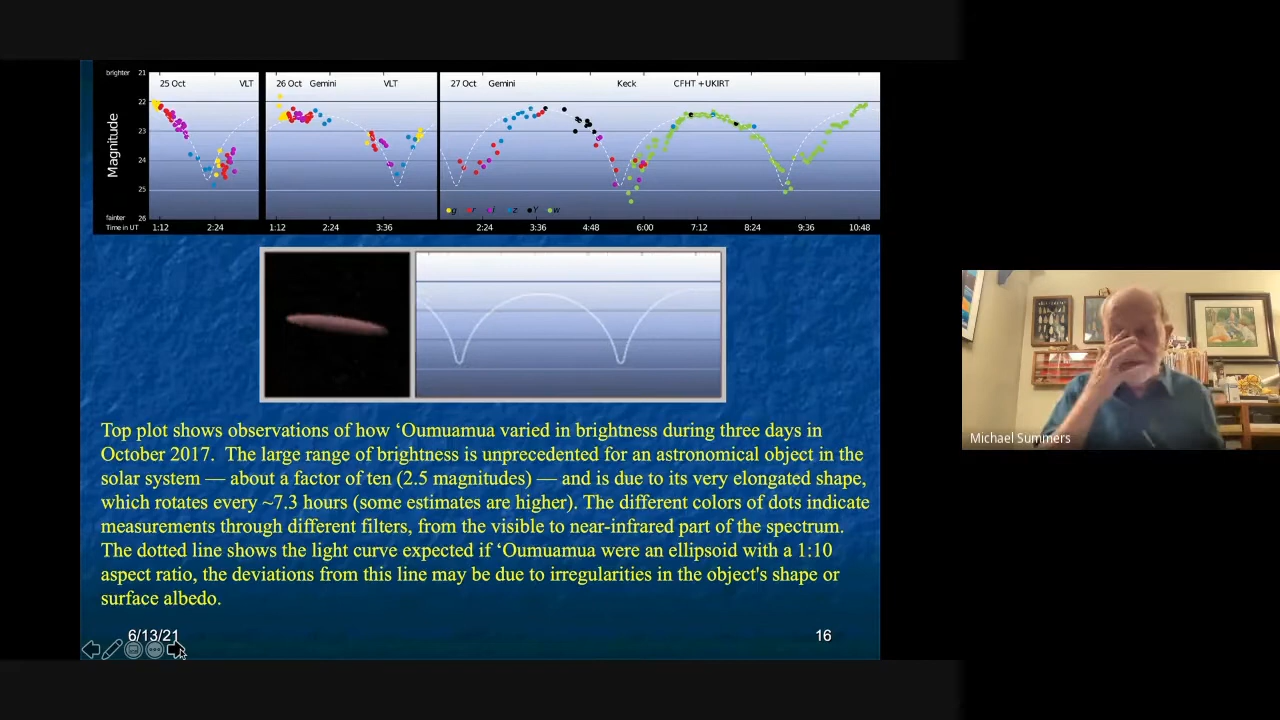 brighter 21
25 Oct VLT
26 Oct Gemini VLT
27 Oct Gemini Keck CFHT +UKIRT
22
23
24
25
fainter 26
Magnitude
g r i z Y w
Time in UT 1:12 2:24 1:12 2:24 3:36 2:24 3:36 4:48 6:00 7:12 8:24 9:36 10:48
Top plot shows observations of how ‘Oumuamua varied in brightness during three days in
October 2017. The large range of brightness is unprecedented for an astronomical object in the
solar system — about a factor of ten (2.5 magnitudes) — and is due to its very elongated shape,
which rotates every ~7.3 hours (some estimates are higher). The different colors of dots indicate
measurements through different filters, from the visible to near-infrared part of the spectrum.
The dotted line shows the light curve expected if ‘Oumuamua were an ellipsoid with a 1:10
aspect ratio, the deviations from this line may be due to irregularities in the object's shape or
surface albedo.
6/13/21
16
Michael Summers